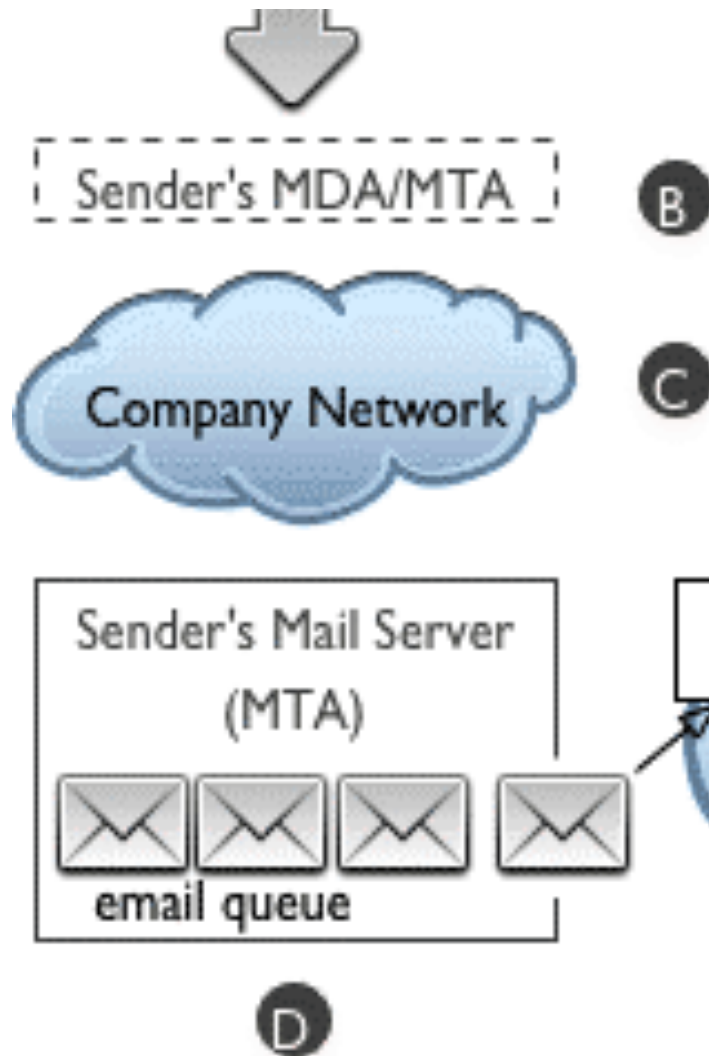 Sender's MDA/MTA
B
Company Network
C
Sender's Mail Server
(MTA)
email queue
D